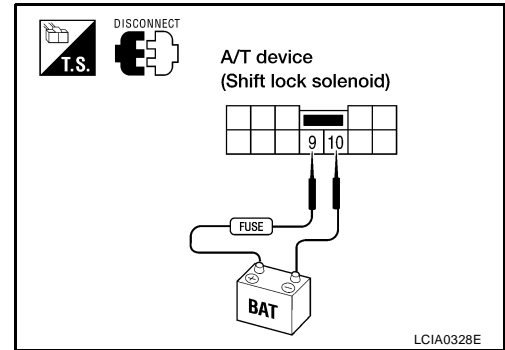 DISCONNECT
T.S.
A/T device
(Shift lock solenoid)
9 10
FUSE
+ −
BAT
LCIA0328E